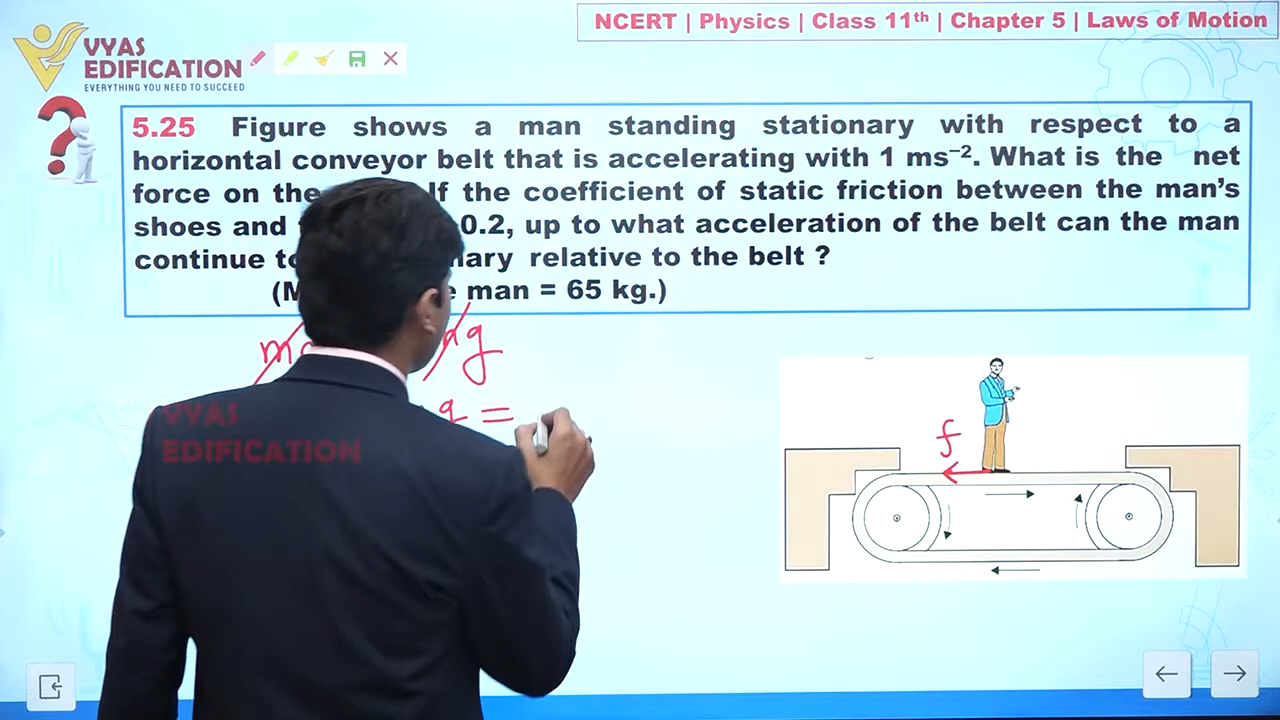 NCERT | Physics | Class 11th | Chapter 5 | Laws of Motion
VYAS
EDIFICATION
EVERYTHING YOU NEED TO SUCCEED
?
5.25 Figure shows a man standing stationary with respect to a
horizontal conveyor belt that is accelerating with 1 ms⁻². What is the net
force on the If the coefficient of static friction between the man's
shoes and 0.2, up to what acceleration of the belt can the man
continue relative to the belt ?
man = 65 kg.)
g
=
f
VYAS
EDIFICATION